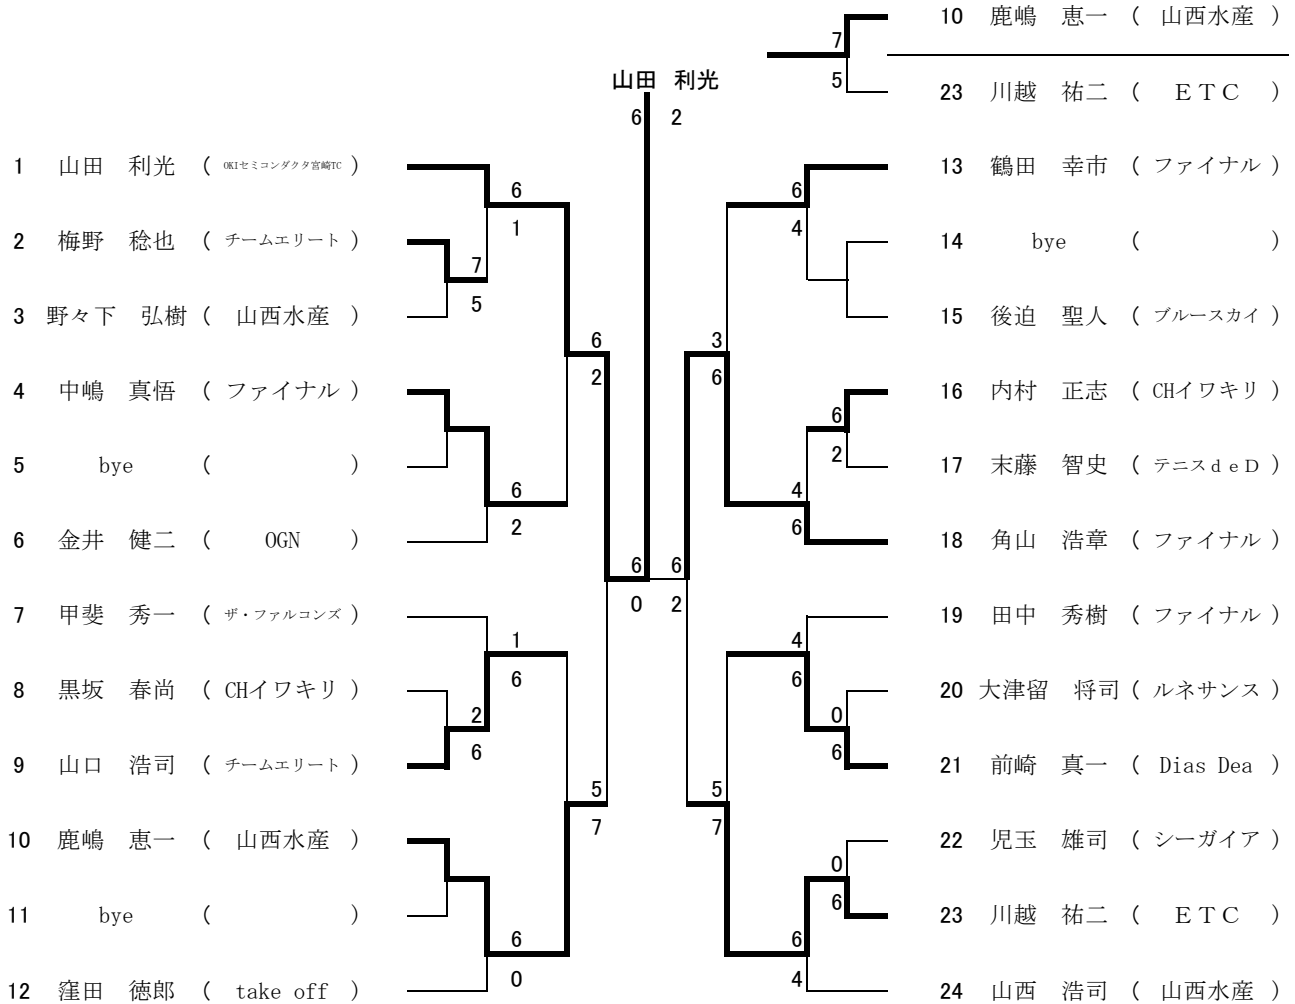 10 鹿嶋 恵一 ( 山西水産 )
7
5
23 川越 祐二 ( ETC )
山田 利光
6 2
1 山田 利光 ( OKIセミコンダクタ宮崎TC )
6
1
2 梅野 稔也 ( チームエリート )
7
5
3 野々下 弘樹 ( 山西水産 )
6
2
4 中嶋 真悟 ( ファイナル )
5 bye ( )
6
2
6 金井 健二 ( OGN )
6
0
7 甲斐 秀一 ( ザ・ファルコンズ )
1
6
8 黒坂 春尚 ( CHイワキリ )
2
6
9 山口 浩司 ( チームエリート )
5
7
10 鹿嶋 恵一 ( 山西水産 )
11 bye ( )
6
0
12 窪田 徳郎 ( take off )
13 鶴田 幸市 ( ファイナル )
6
4
14 bye ( )
15 後迫 聖人 ( ブルースカイ )
3
6
16 内村 正志 ( CHイワキリ )
6
2
17 末藤 智史 ( テニスdeD )
4
6
18 角山 浩章 ( ファイナル )
6
2
19 田中 秀樹 ( ファイナル )
4
6
20 大津留 将司 ( ルネサンス )
0
6
21 前崎 真一 ( Dias Dea )
5
7
22 児玉 雄司 ( シーガイア )
0
6
23 川越 祐二 ( ETC )
6
4
24 山西 浩司 ( 山西水産 )